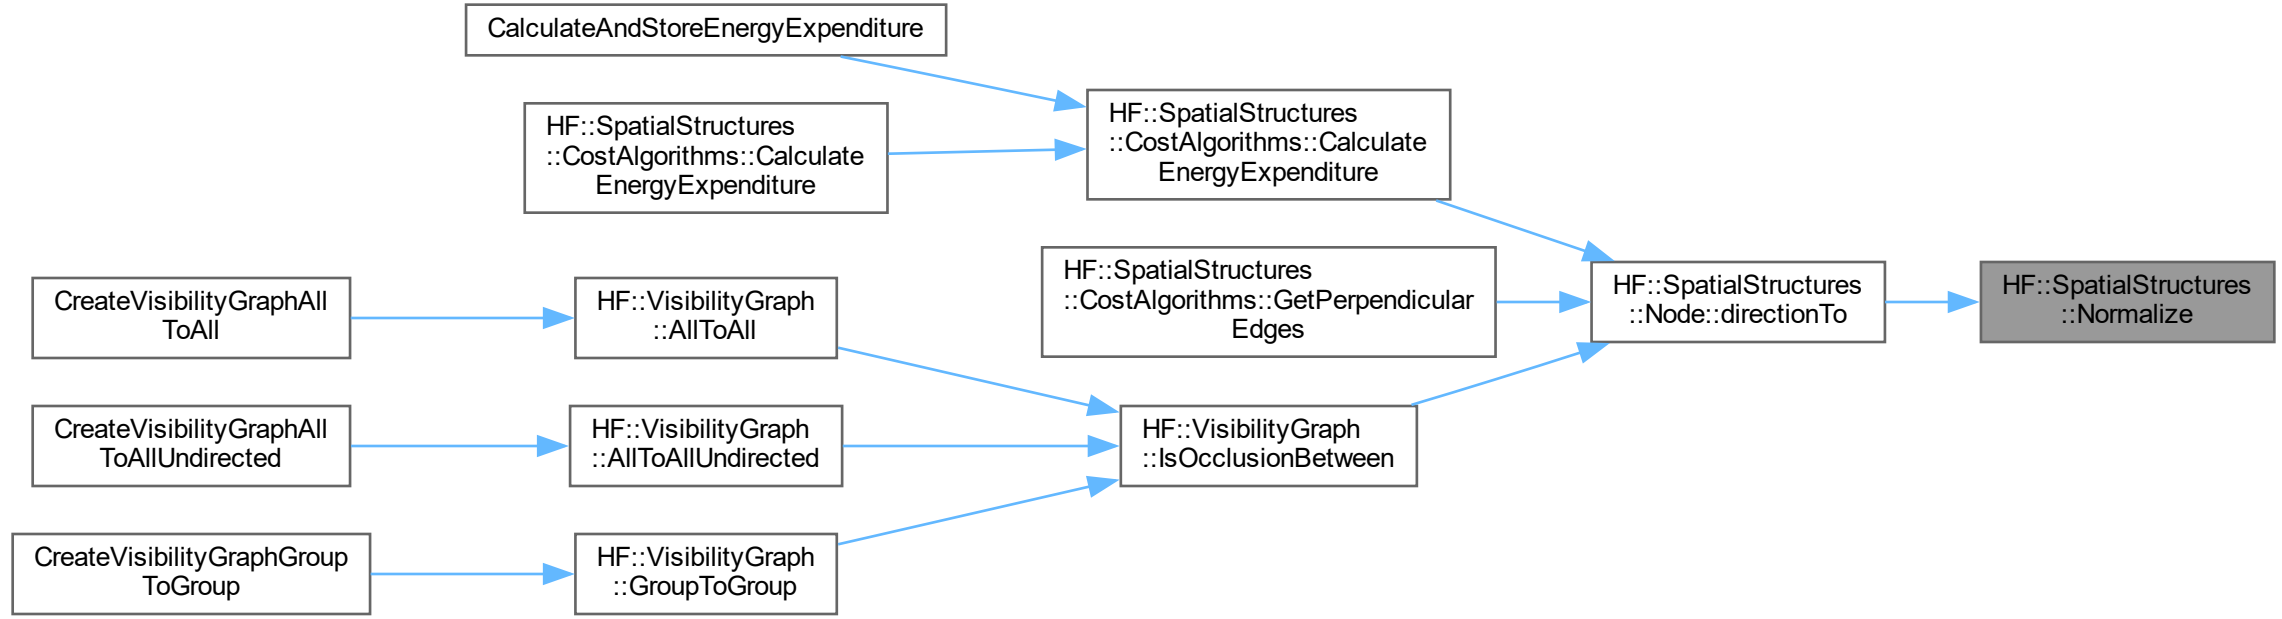 CalculateAndStoreEnergyExpenditure
HF::SpatialStructures
::CostAlgorithms::Calculate
EnergyExpenditure
HF::SpatialStructures
::CostAlgorithms::Calculate
EnergyExpenditure
HF::SpatialStructures
::CostAlgorithms::GetPerpendicular
Edges
HF::SpatialStructures
::Node::directionTo
HF::SpatialStructures
::Normalize
CreateVisibilityGraphAll
ToAll
HF::VisibilityGraph
::AllToAll
CreateVisibilityGraphAll
ToAllUndirected
HF::VisibilityGraph
::AllToAllUndirected
HF::VisibilityGraph
::IsOcclusionBetween
CreateVisibilityGraphGroup
ToGroup
HF::VisibilityGraph
::GroupToGroup